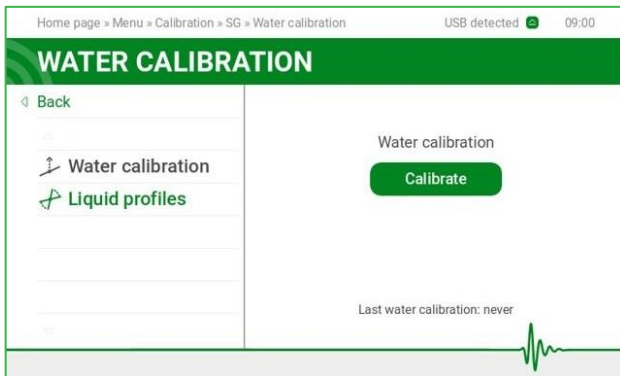 Home page » Menu » Calibration » SG » Water calibration USB detected 09:00
WATER CALIBRATION
Back
Water calibration
Liquid profiles
Water calibration
Calibrate
Last water calibration: never